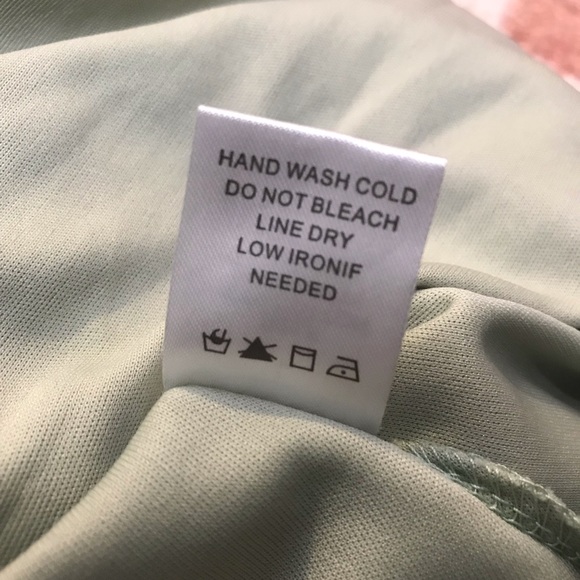 HAND WASH COLD
DO NOT BLEACH
LINE DRY
LOW IRONIF
NEEDED